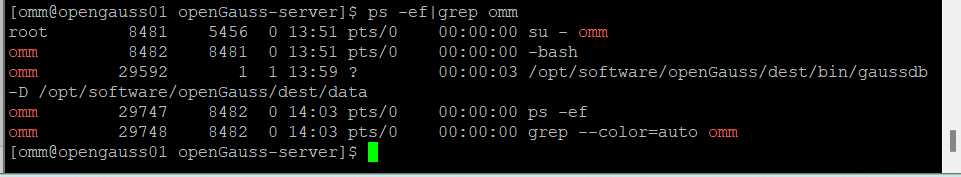 [omm@opengauss01 openGauss-server]$ ps -ef|grep omm
root        8481    5456  0 13:51 pts/0    00:00:00 su - omm
omm         8482    8481  0 13:51 pts/0    00:00:00 -bash
omm        29592       1  1 13:59 ?        00:00:03 /opt/software/openGauss/dest/bin/gaussdb
-D /opt/software/openGauss/dest/data
omm        29747    8482  0 14:03 pts/0    00:00:00 ps -ef
omm        29748    8482  0 14:03 pts/0    00:00:00 grep --color=auto omm
[omm@opengauss01 openGauss-server]$